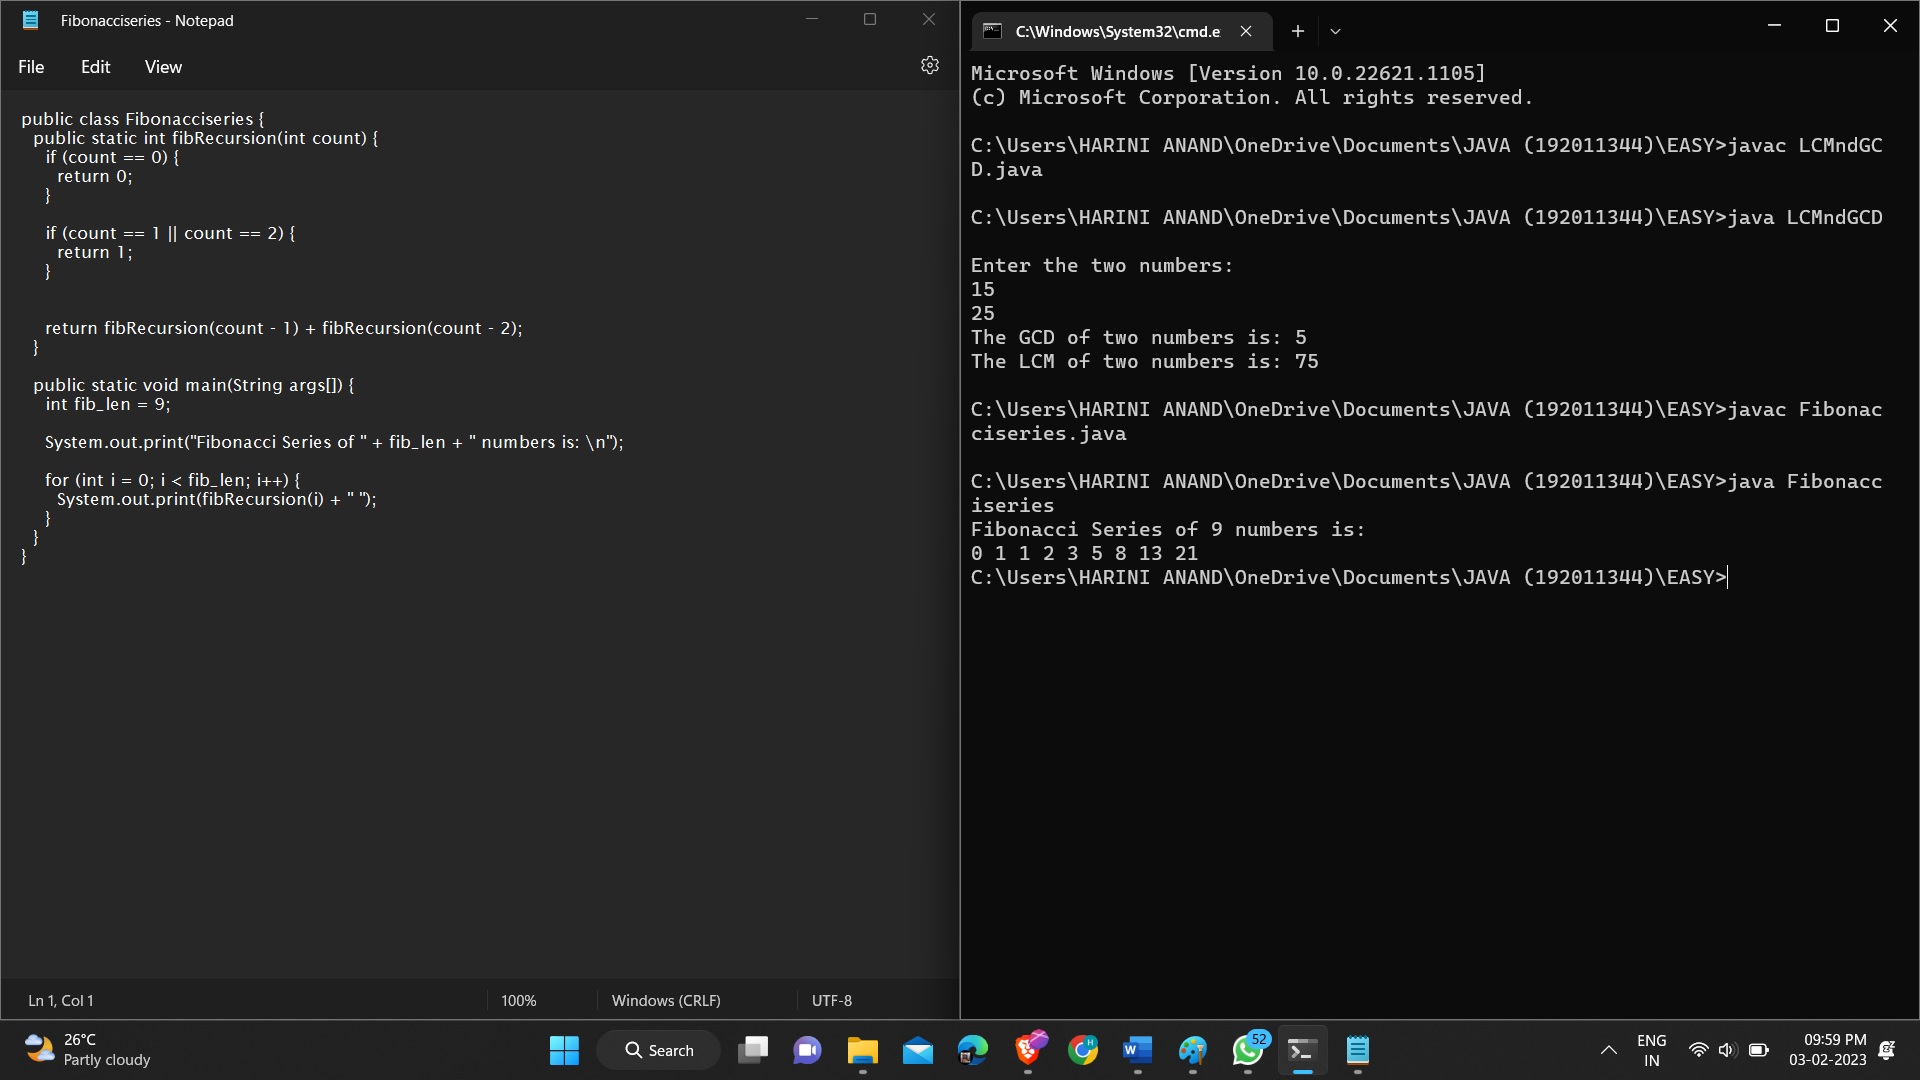 Fibonacciseries - Notepad
File Edit View
public class Fibonacciseries {
public static int fibRecursion(int count) {
if (count == 0) {
return 0;
}
if (count == 1 || count == 2) {
return 1;
}
return fibRecursion(count - 1) + fibRecursion(count - 2);
}
public static void main(String args[]) {
int fib_len = 9;
System.out.print("Fibonacci Series of " + fib_len + " numbers is: \n");
for (int i = 0; i < fib_len; i++) {
System.out.print(fibRecursion(i) + " ");
}
}
}
Ln 1, Col 1 100% Windows (CRLF) UTF-8
C:\Windows\System32\cmd.e
Microsoft Windows [Version 10.0.22621.1105]
(c) Microsoft Corporation. All rights reserved.
C:\Users\HARINI ANAND\OneDrive\Documents\JAVA (192011344)\EASY>javac LCMndGC
D.java
C:\Users\HARINI ANAND\OneDrive\Documents\JAVA (192011344)\EASY>java LCMndGCD
Enter the two numbers:
15
25
The GCD of two numbers is: 5
The LCM of two numbers is: 75
C:\Users\HARINI ANAND\OneDrive\Documents\JAVA (192011344)\EASY>javac Fibonac
ciseries.java
C:\Users\HARINI ANAND\OneDrive\Documents\JAVA (192011344)\EASY>java Fibonacc
iseries
Fibonacci Series of 9 numbers is:
0 1 1 2 3 5 8 13 21
C:\Users\HARINI ANAND\OneDrive\Documents\JAVA (192011344)\EASY>
26°C
Partly cloudy
Search
H
W
52
ENG
IN
09:59 PM
03-02-2023